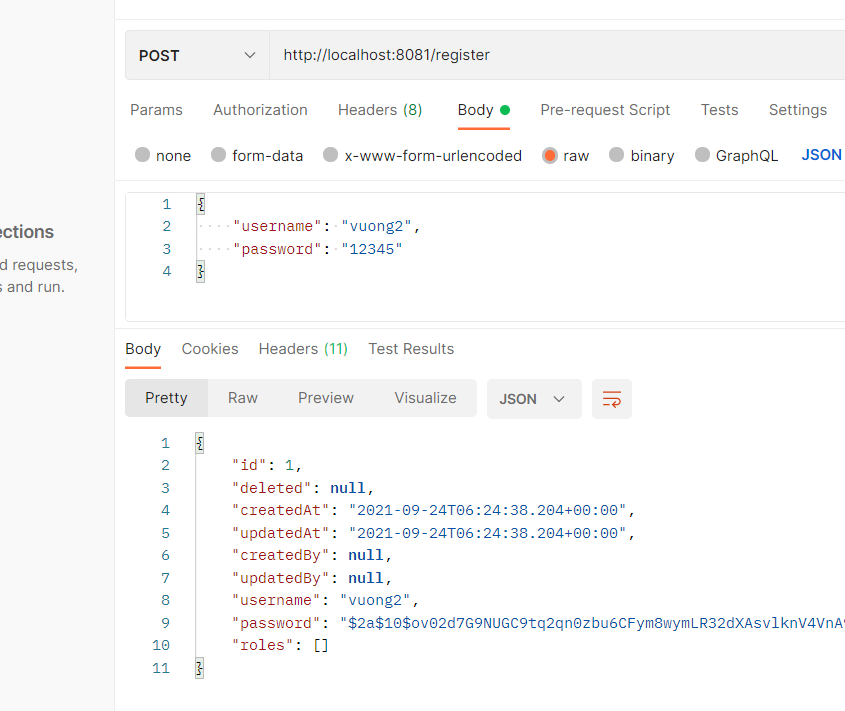 POST http://localhost:8081/register
Params Authorization Headers (8) Body Pre-request Script Tests Settings
none form-data x-www-form-urlencoded raw binary GraphQL JSON
1 {
2 "username": "vuong2",
3 "password": "12345"
4 }
ections
d requests,
s and run.
Body Cookies Headers (11) Test Results
Pretty Raw Preview Visualize JSON
1 {
2 "id": 1,
3 "deleted": null,
4 "createdAt": "2021-09-24T06:24:38.204+00:00",
5 "updatedAt": "2021-09-24T06:24:38.204+00:00",
6 "createdBy": null,
7 "updatedBy": null,
8 "username": "vuong2",
9 "password": "$2a$10$ov02d7G9NUGC9tq2qn0zbu6CFym8wymLR32dXAsvlknV4VnA
10 "roles": []
11 }